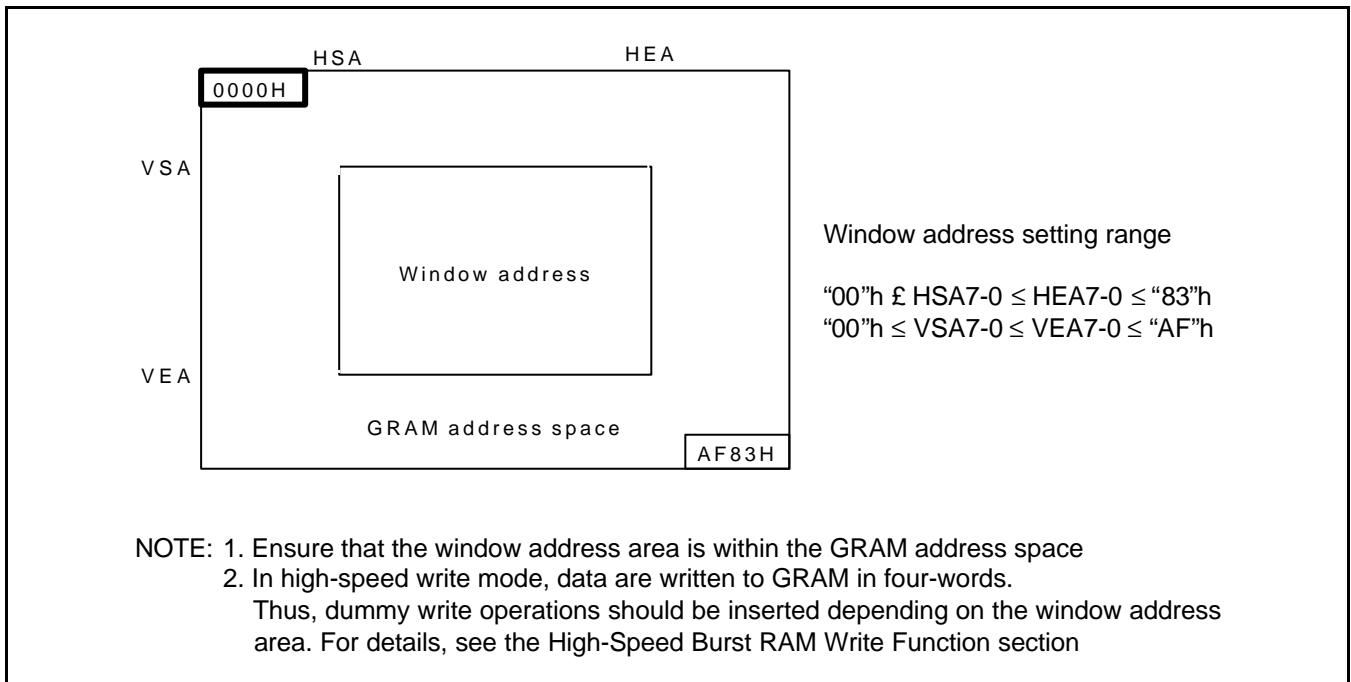 HSA HEA
0000H
VSA
Window address
Window address setting range
“00”h £ HSA7-0 ≤ HEA7-0 ≤ “83”h
“00”h ≤ VSA7-0 ≤ VEA7-0 ≤ “AF”h
VEA
GRAM address space
AF83H
NOTE: 1. Ensure that the window address area is within the GRAM address space
2. In high-speed write mode, data are written to GRAM in four-words.
Thus, dummy write operations should be inserted depending on the window address
area. For details, see the High-Speed Burst RAM Write Function section